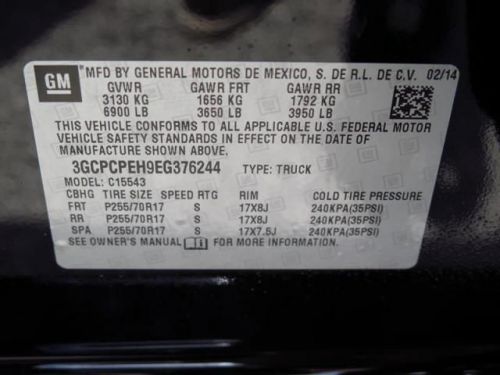 GM MFD BY GENERAL MOTORS DE MEXICO, S. DE R.L. DE C.V. 02/14
GVWR GAWR FRT GAWR RR
3130 KG 1656 KG 1792 KG
6900 LB 3650 LB 3950 LB
THIS VEHICLE CONFORMS TO ALL APPLICABLE U.S. FEDERAL MOTOR
VEHICLE SAFETY STANDARDS IN EFFECT ON THE DATE OF
MANUFACTURE SHOWN ABOVE.
3GCPCPEH9EG376244 TYPE: TRUCK
MODEL: C15543
CBHG TIRE SIZE SPEED RTG RIM COLD TIRE PRESSURE
FRT P255/70R17 S 17X8J 240KPA(35PSI)
RR P255/70R17 S 17X8J 240KPA(35PSI)
SPA P255/70R17 S 17X7.5J 240KPA(35PSI)
SEE OWNER'S MANUAL FOR MORE INFORMATION.